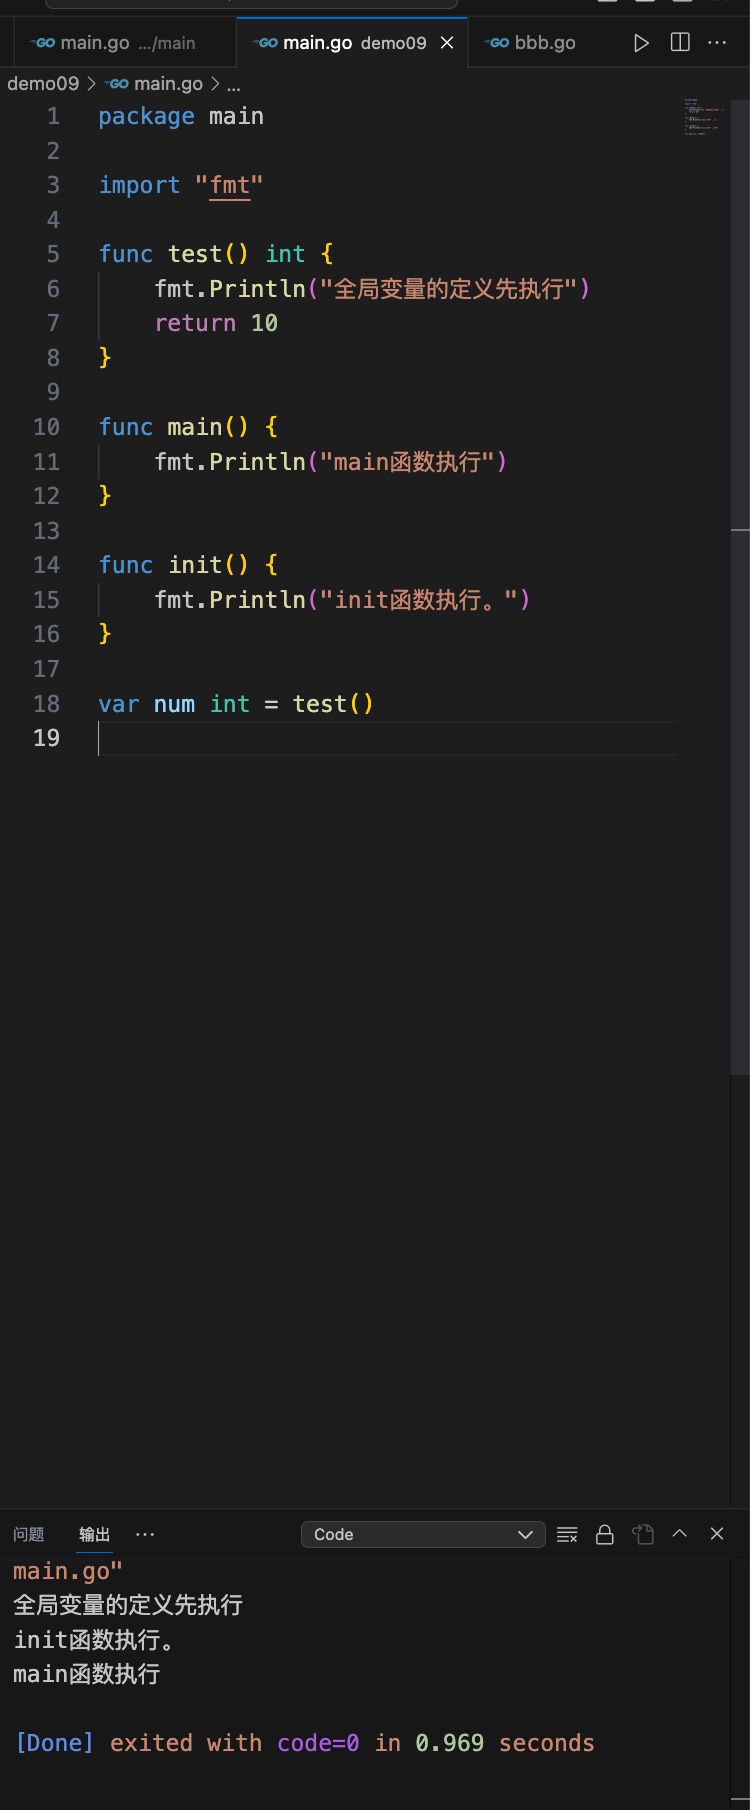 GO main.go .../main GO main.go demo09 GO bbb.go
demo09 > GO main.go > ...
1 package main
2
3 import "fmt"
4
5 func test() int {
6 fmt.Println("全局变量的定义先执行")
7 return 10
8 }
9
10 func main() {
11 fmt.Println("main函数执行")
12 }
13
14 func init() {
15 fmt.Println("init函数执行。")
16 }
17
18 var num int = test()
19
问题 输出 ... Code
main.go"
全局变量的定义先执行
init函数执行。
main函数执行
[Done] exited with code=0 in 0.969 seconds